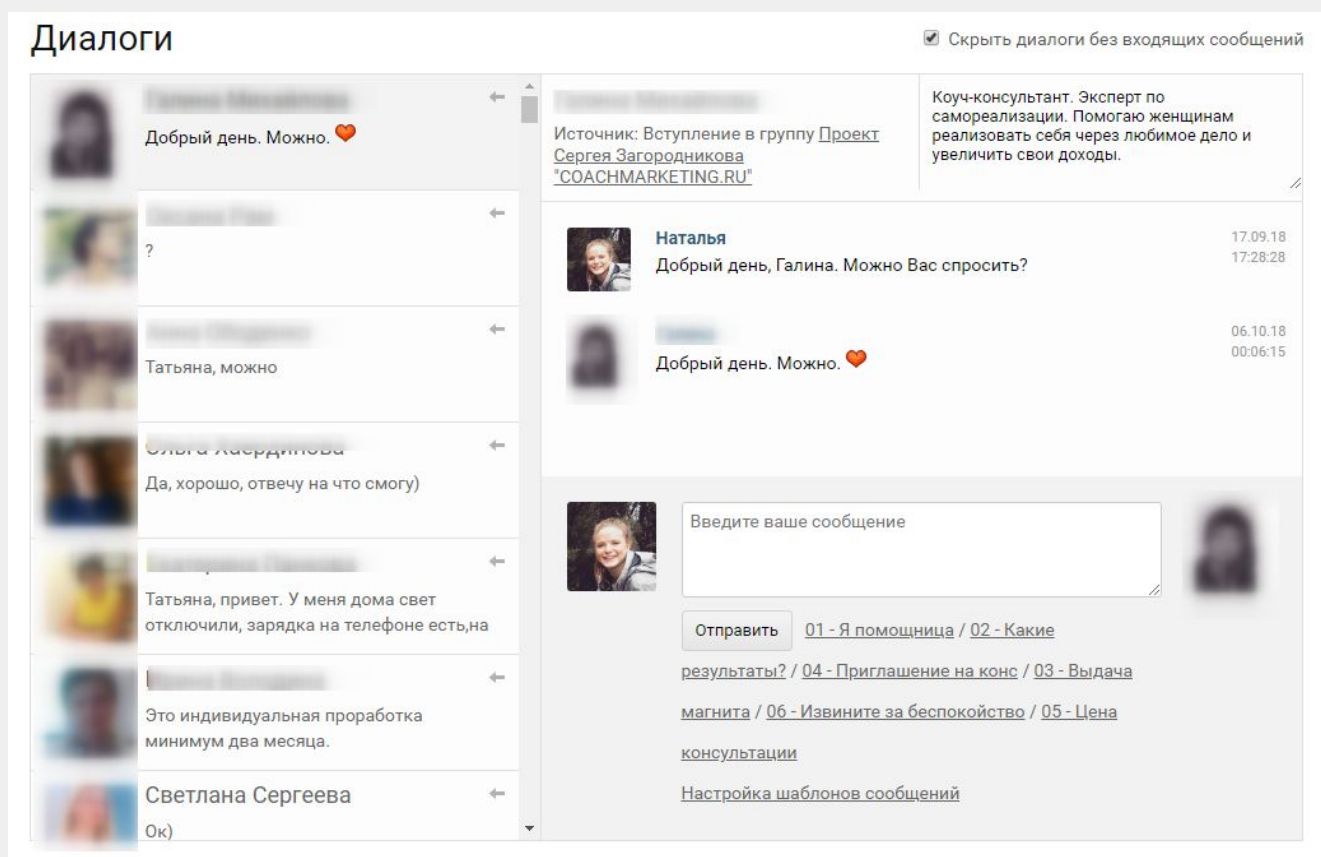 Диалоги
Скрыть диалоги без входящих сообщений
Добрый день. Можно.
?
Татьяна, можно
Да, хорошо, отвечу на что смогу)
Татьяна, привет. У меня дома свет
отключили, зарядка на телефоне есть,на
Это индивидуальная проработка
минимум два месяца.
Светлана Сергеева
Ок)
Источник: Вступление в группу Проект
Сергея Загородникова
"COACHMARKETING.RU"
Коуч-консультант. Эксперт по
самореализации. Помогаю женщинам
реализовать себя через любимое дело и
увеличить свои доходы.
Наталья
17.09.18
Добрый день, Галина. Можно Вас спросить?
17:28:28
06.10.18
Добрый день. Можно.
00:06:15
Введите ваше сообщение
Отправить 01 - Я помощница / 02 - Какие
результаты? / 04 - Приглашение на конс / 03 - Выдача
магнита / 06 - Извините за беспокойство / 05 - Цена
консультации
Настройка шаблонов сообщений